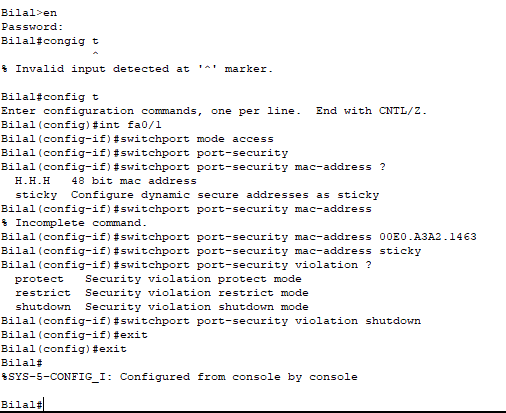 Bilal>en
Password:
Bilal#congig t
^
% Invalid input detected at '^' marker.
Bilal#config t
Enter configuration commands, one per line.  End with CNTL/Z.
Bilal(config)#int fa0/1
Bilal(config-if)#switchport mode access
Bilal(config-if)#switchport port-security
Bilal(config-if)#switchport port-security mac-address ?
  H.H.H   48 bit mac address
  sticky  Configure dynamic secure addresses as sticky
Bilal(config-if)#switchport port-security mac-address
% Incomplete command.
Bilal(config-if)#switchport port-security mac-address 00E0.A3A2.1463
Bilal(config-if)#switchport port-security mac-address sticky
Bilal(config-if)#switchport port-security violation ?
  protect   Security violation protect mode
  restrict  Security violation restrict mode
  shutdown  Security violation shutdown mode
Bilal(config-if)#switchport port-security violation shutdown
Bilal(config-if)#exit
Bilal(config)#exit
Bilal#
%SYS-5-CONFIG_I: Configured from console by console
Bilal#